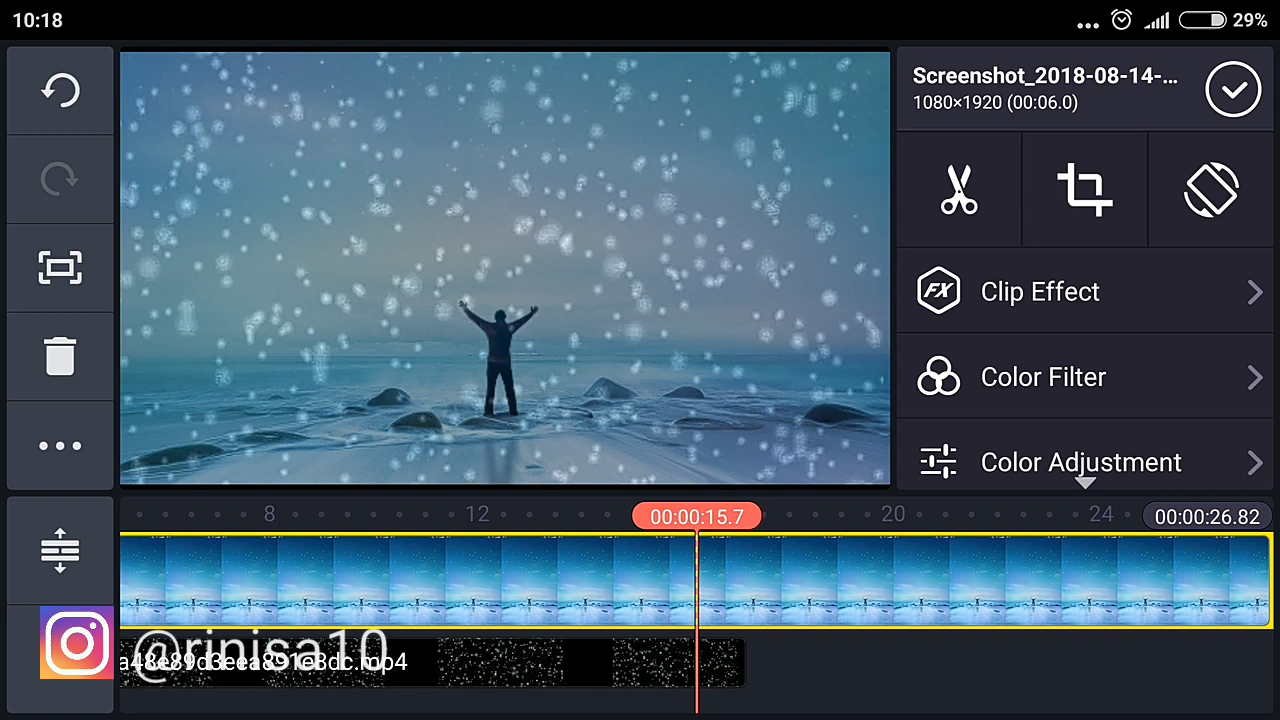 10:18
29%
Screenshot_2018-08-14-...
1080×1920 (00:06.0)
FX
Clip Effect
Color Filter
Color Adjustment
8
12
00:00:15.7
20
24
00:00:26.82
@rinisa10
a48e89d3eea891e8dc.mp4